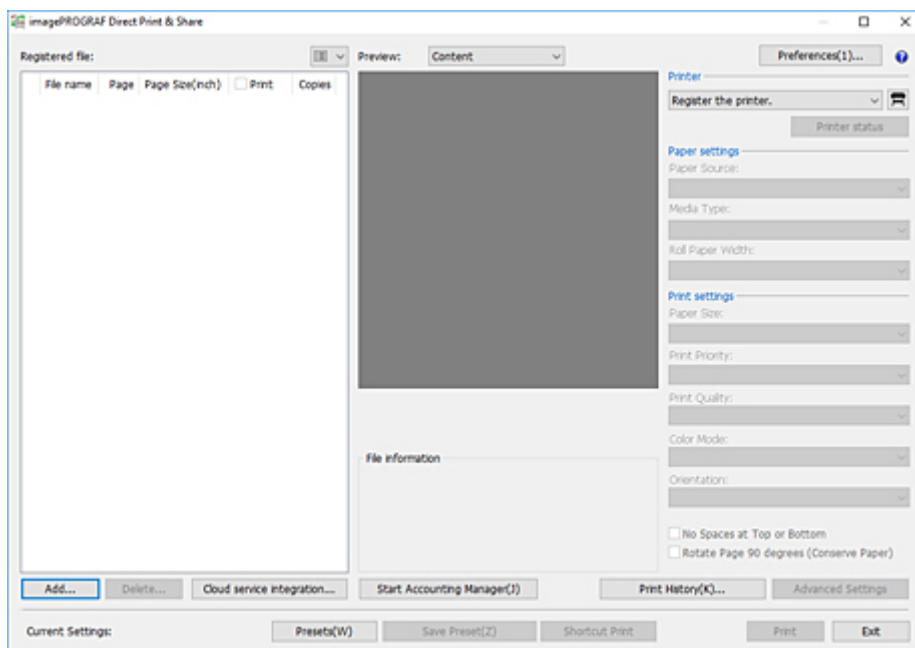 imagePROGRAF Direct Print & Share
Registered file:
Preview: Content
Preferences(1)...
File name Page Page Size(inch) Print Copies
Printer
Register the printer.
Printer status
Paper settings
Paper Source:
Media Type:
Roll Paper Width:
Print settings
Paper Size:
Print Priority:
Print Quality:
Color Mode:
Orientation:
No Spaces at Top or Bottom
Rotate Page 90 degrees (Conserve Paper)
File information
Add... Delete... Cloud service integration... Start Accounting Manager(J) Print History(K)... Advanced Settings
Current Settings: Presets(W) Save Preset(Z) Shortcut Print Print Exit